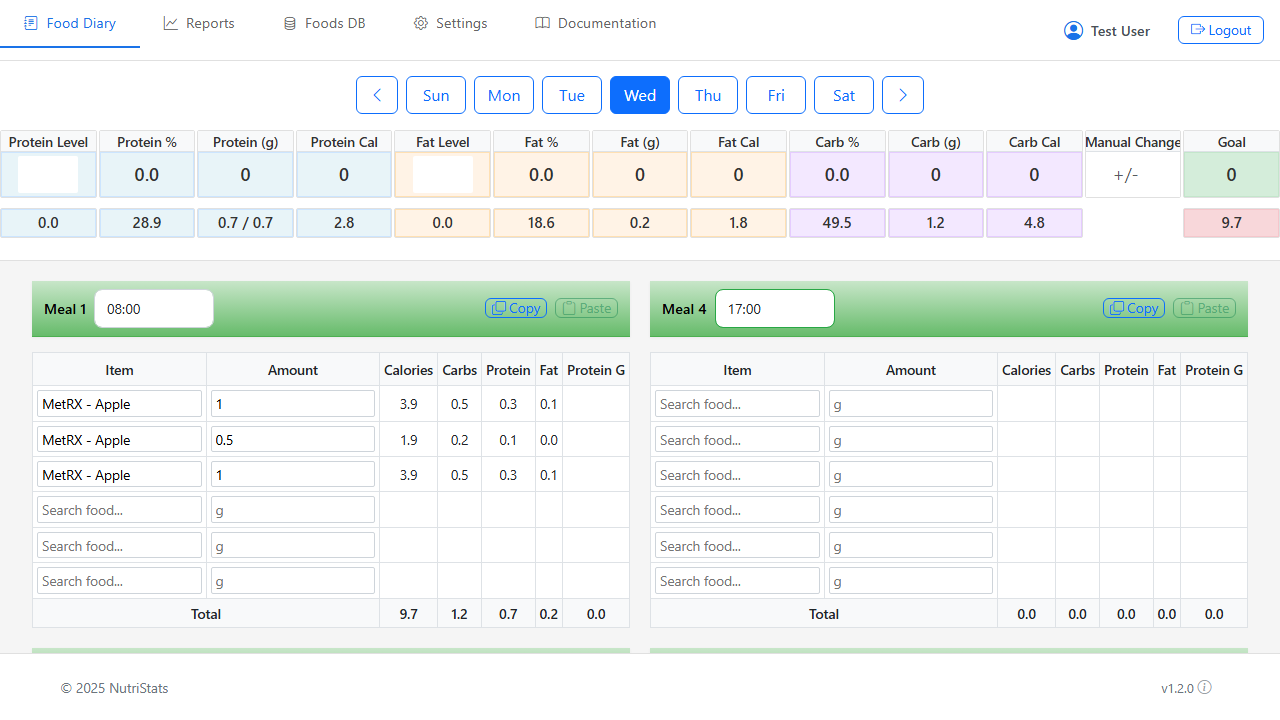 Food Diary Reports Foods DB Settings Documentation Test User Logout
Sun Mon Tue Wed Thu Fri Sat
Protein Level Protein % Protein (g) Protein Cal Fat Level Fat % Fat (g) Fat Cal Carb % Carb (g) Carb Cal Manual Change Goal
0.0 0 0 0.0 0 0 0.0 0 0 +/- 0
0.0 28.9 0.7 / 0.7 2.8 0.0 18.6 0.2 1.8 49.5 1.2 4.8 9.7
Meal 1 08:00 Copy Paste
Item Amount Calories Carbs Protein Fat Protein G
MetRX - Apple 1 3.9 0.5 0.3 0.1
MetRX - Apple 0.5 1.9 0.2 0.1 0.0
MetRX - Apple 1 3.9 0.5 0.3 0.1
Search food... g
Search food... g
Search food... g
Total 9.7 1.2 0.7 0.2 0.0
Meal 4 17:00 Copy Paste
Item Amount Calories Carbs Protein Fat Protein G
Search food... g
Search food... g
Search food... g
Search food... g
Search food... g
Search food... g
Total 0.0 0.0 0.0 0.0 0.0
© 2025 NutriStats v1.2.0